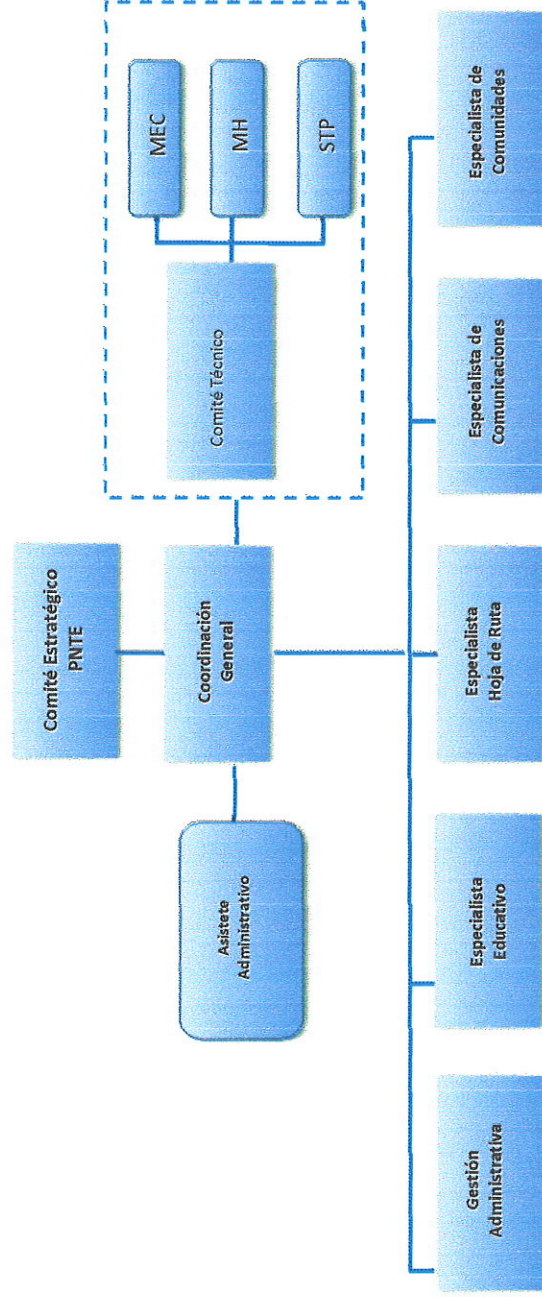 Comité Estratégico
PNTE
Asístete
Administrativo
Coordinación
General
Comité Técnico
MEC
MH
STP
Gestión
Administrativa
Especialista
Educativo
Especialista
Hoja de Ruta
Especialista de
Comunicaciones
Especialista de
Comunidades